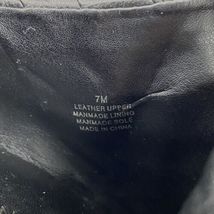 7M
LEATHER UPPER
MANMADE LINING
MANMADE SOLE
MADE IN CHINA